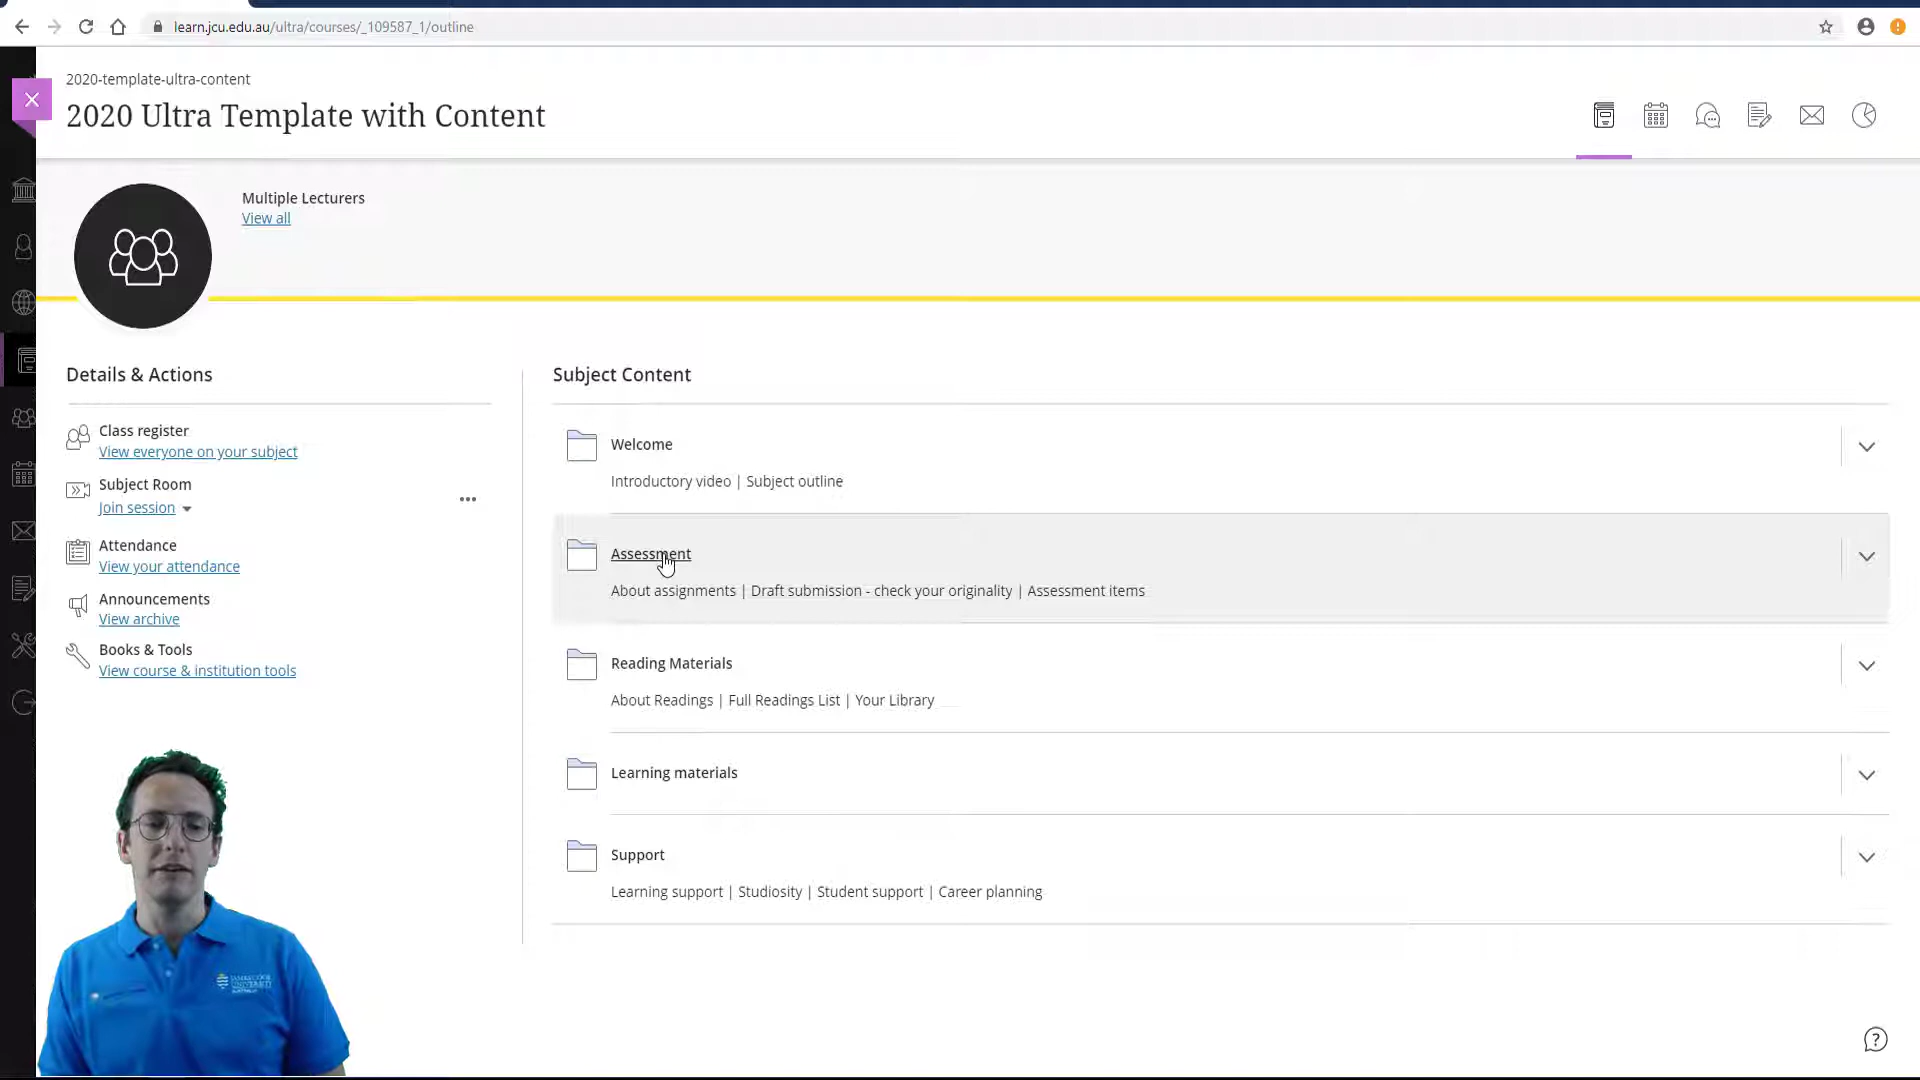 learn.jcu.edu.au/ultra/courses/_109587_1/outline
2020-template-ultra-content
2020 Ultra Template with Content
Multiple Lecturers
View all
Details & Actions
Class register
View everyone on your subject
Subject Room
Join session
Attendance
View your attendance
Announcements
View archive
Books & Tools
View course & institution tools
Subject Content
Welcome
Introductory video | Subject outline
Assessment
About assignments | Draft submission - check your originality | Assessment items
Reading Materials
About Readings | Full Readings List | Your Library
Learning materials
Support
Learning support | Studiosity | Student support | Career planning
JAMES COOK
UNIVERSITY
AUSTRALIA